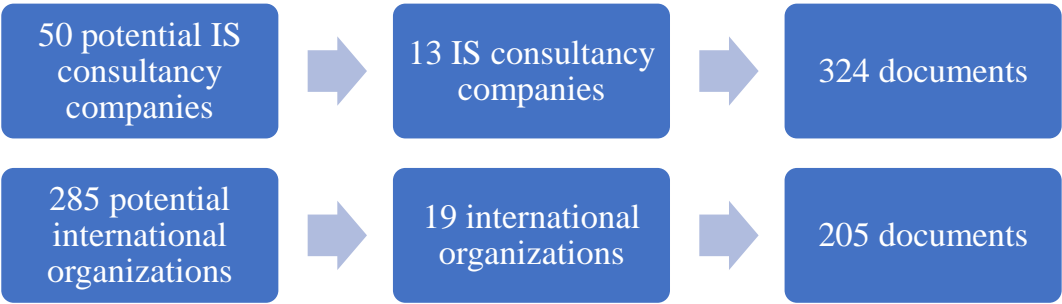 50 potential IS
consultancy
companies
13 IS consultancy
companies
324 documents
285 potential
international
organizations
19 international
organizations
205 documents